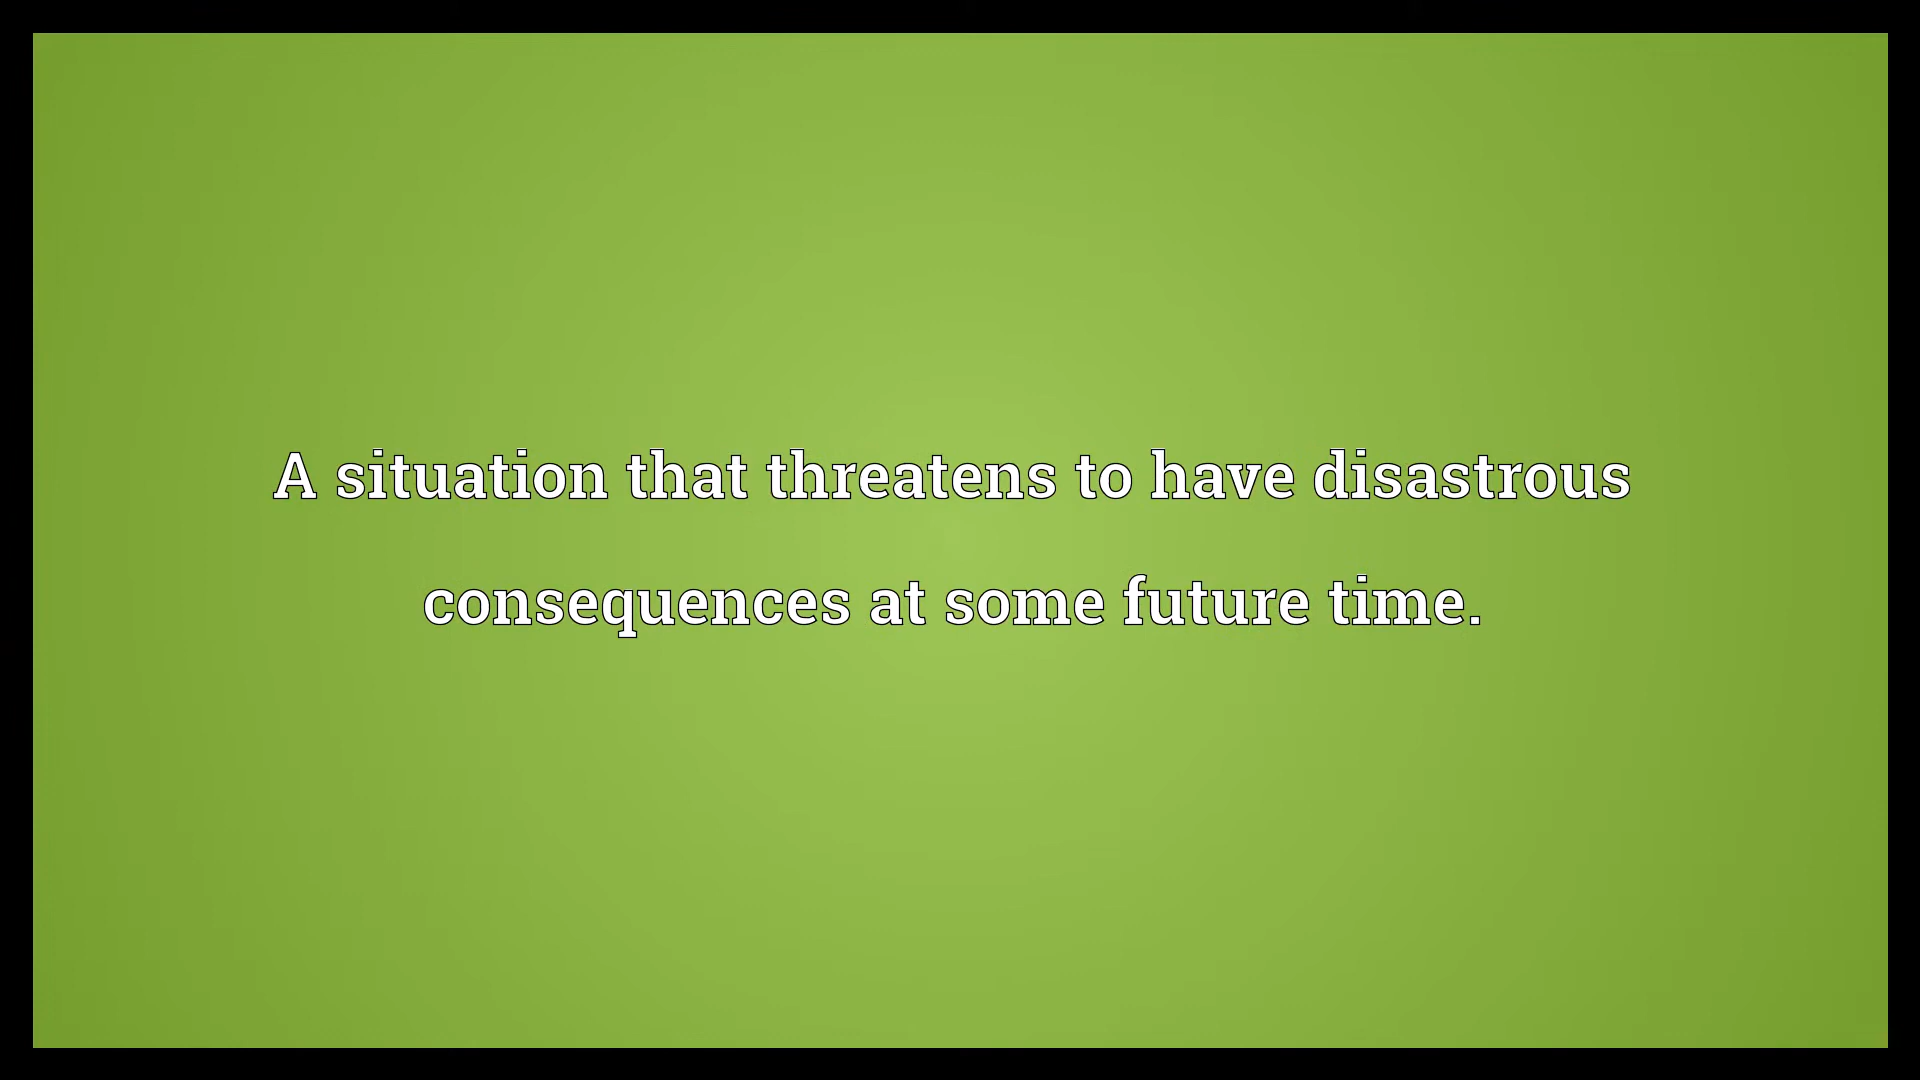 A situation that threatens to have disastrous
consequences at some future time.